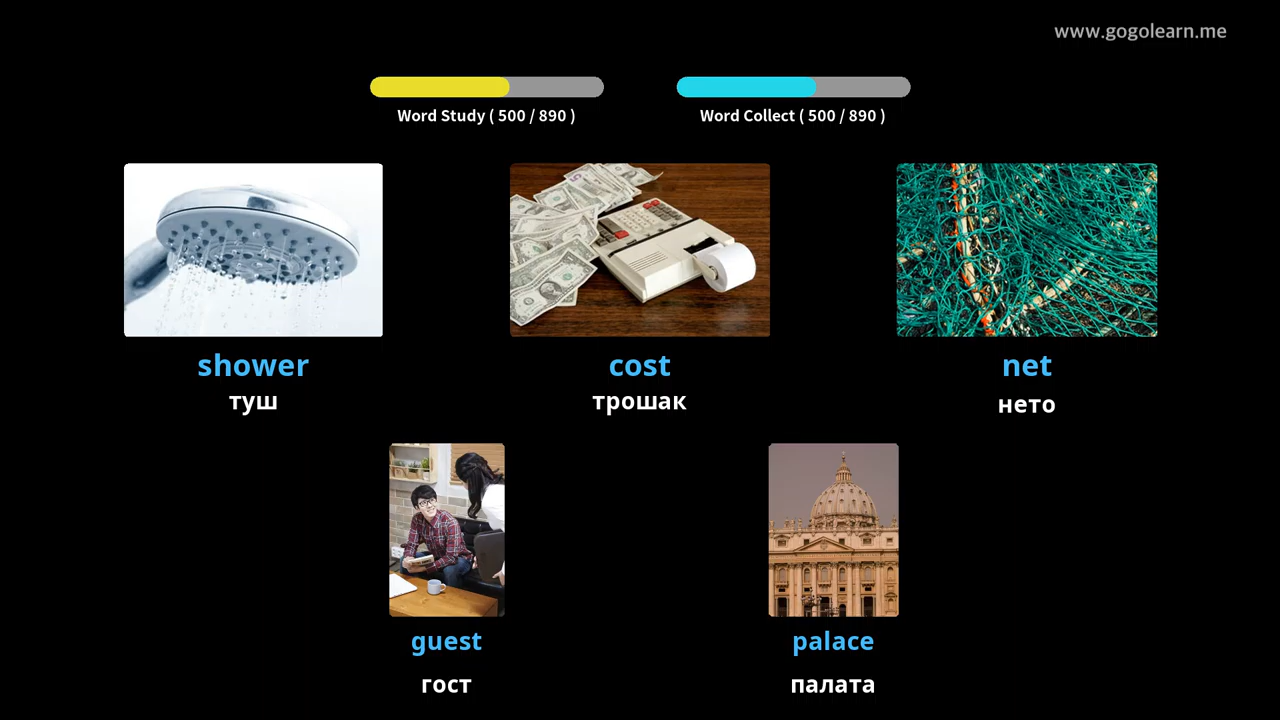 www.gogolearn.me
Word Study ( 500 / 890 )
Word Collect ( 500 / 890 )
shower
туш
cost
трошак
net
нето
guest
гост
palace
палата